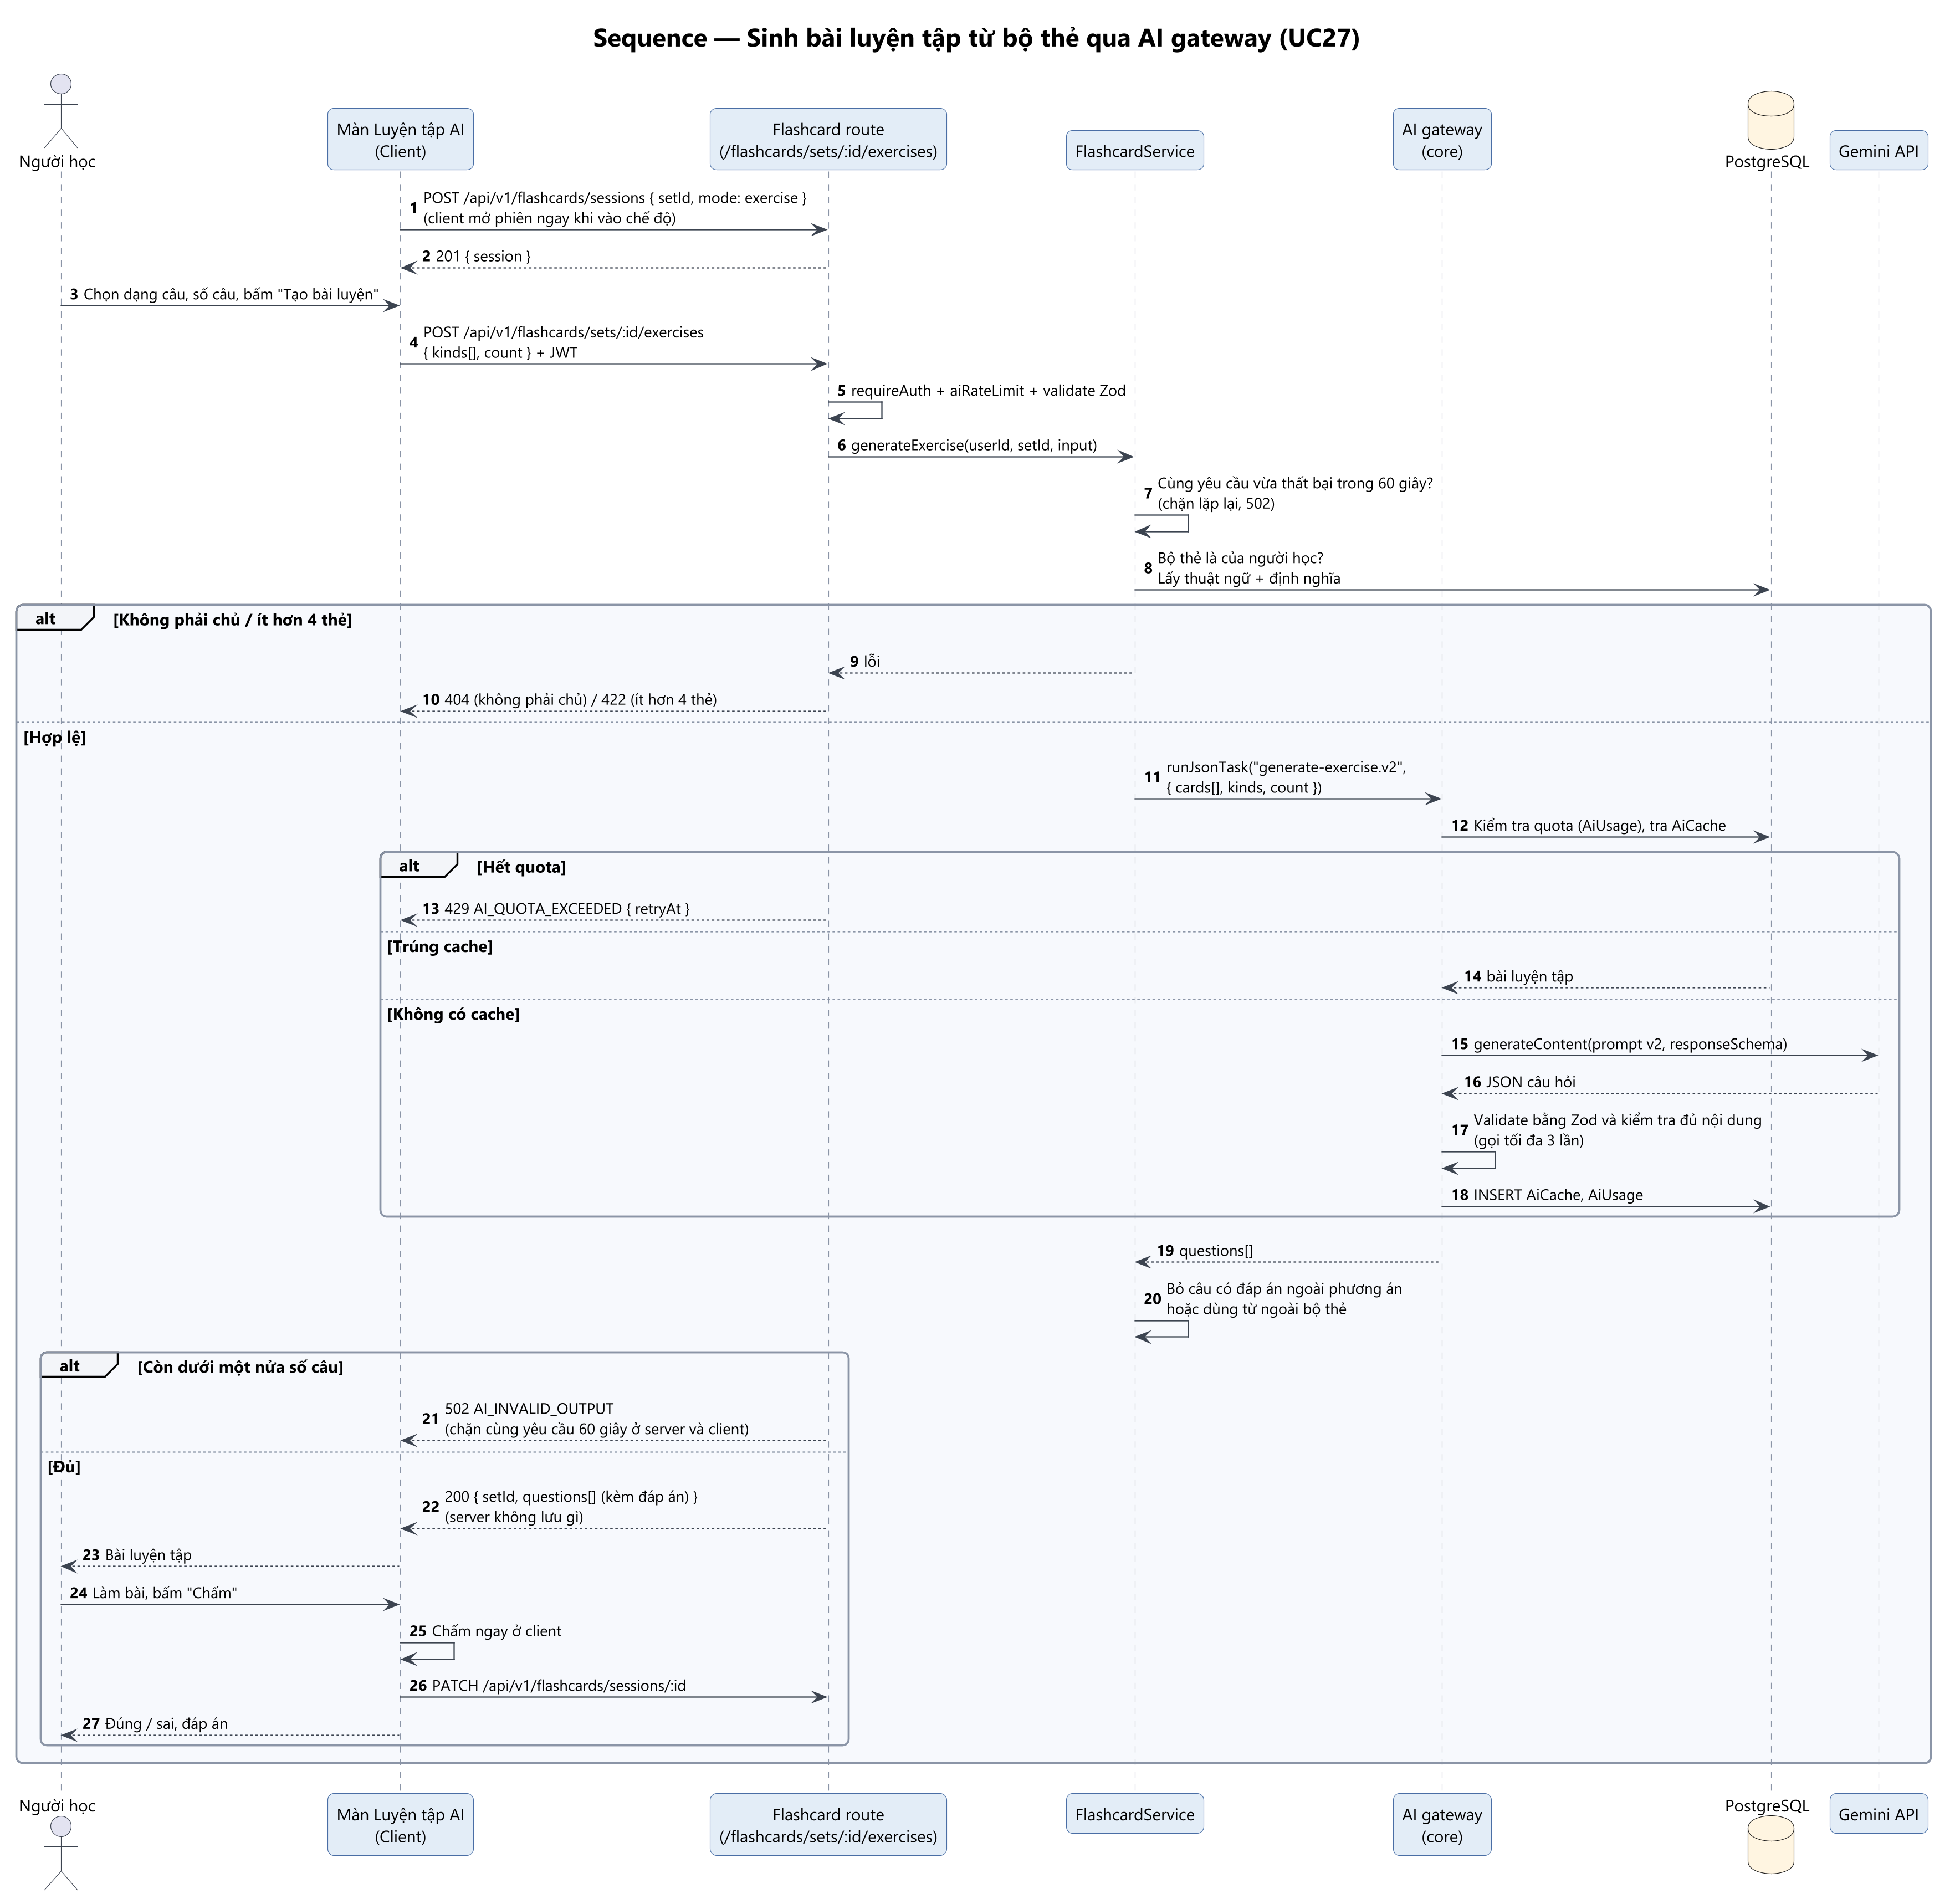 Sequence — Sinh bài luyện tập từ bộ thẻ qua AI gateway (UC27)
Người học
Màn Luyện tập AI
(Client)
Flashcard route
(/flashcards/sets/:id/exercises)
FlashcardService
AI gateway
(core)
PostgreSQL
Gemini API
1 POST /api/v1/flashcards/sessions { setId, mode: exercise }
(client mở phiên ngay khi vào chế độ)
2 201 { session }
3 Chọn dạng câu, số câu, bấm "Tạo bài luyện"
4 POST /api/v1/flashcards/sets/:id/exercises
{ kinds[], count } + JWT
5 requireAuth + aiRateLimit + validate Zod
6 generateExercise(userId, setId, input)
7 Cùng yêu cầu vừa thất bại trong 60 giây?
(chặn lặp lại, 502)
8 Bộ thẻ là của người học?
Lấy thuật ngữ + định nghĩa
alt [Không phải chủ / ít hơn 4 thẻ]
9 lỗi
10 404 (không phải chủ) / 422 (ít hơn 4 thẻ)
[Hợp lệ]
11 runJsonTask("generate-exercise.v2",
{ cards[], kinds, count })
12 Kiểm tra quota (AiUsage), tra AiCache
alt [Hết quota]
13 429 AI_QUOTA_EXCEEDED { retryAt }
[Trúng cache]
14 bài luyện tập
[Không có cache]
15 generateContent(prompt v2, responseSchema)
16 JSON câu hỏi
17 Validate bằng Zod và kiểm tra đủ nội dung
(gọi tối đa 3 lần)
18 INSERT AiCache, AiUsage
19 questions[]
20 Bỏ câu có đáp án ngoài phương án
hoặc dùng từ ngoài bộ thẻ
alt [Còn dưới một nửa số câu]
21 502 AI_INVALID_OUTPUT
(chặn cùng yêu cầu 60 giây ở server và client)
[Đủ]
22 200 { setId, questions[] (kèm đáp án) }
(server không lưu gì)
23 Bài luyện tập
24 Làm bài, bấm "Chấm"
25 Chấm ngay ở client
26 PATCH /api/v1/flashcards/sessions/:id
27 Đúng / sai, đáp án
Người học
Màn Luyện tập AI
(Client)
Flashcard route
(/flashcards/sets/:id/exercises)
FlashcardService
AI gateway
(core)
PostgreSQL
Gemini API